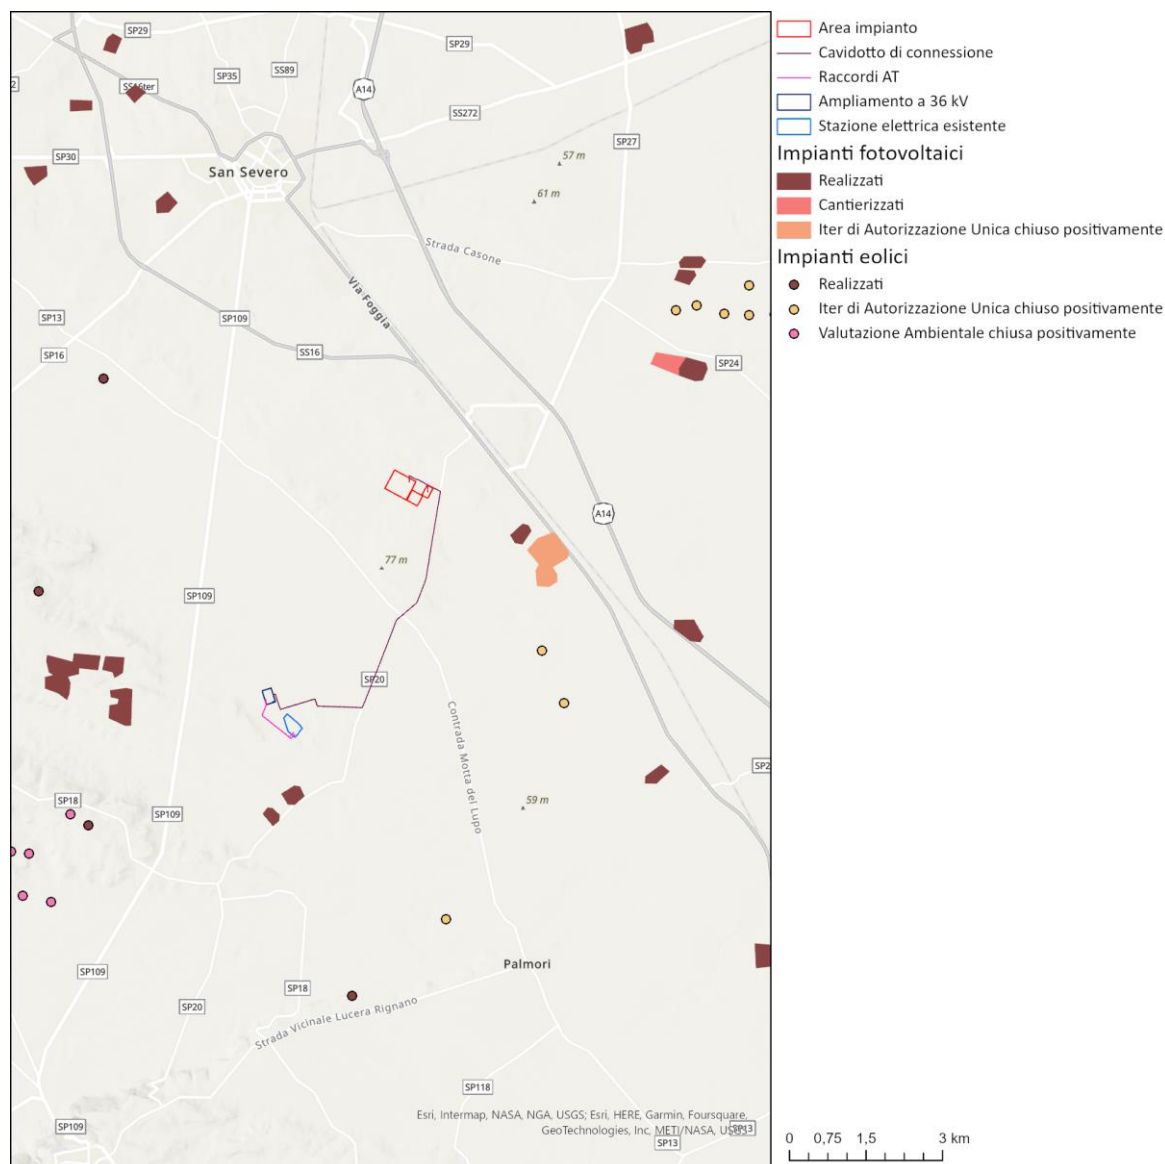 SP29
SP29
SP35
SS89
SS16ter
A14
SS272
SP27
SP30
San Severo
57 m
61 m
Strada Casone
Via Foggia
SP13
SP109
SP16
SS16
SP24
A14
77 m
SP109
SP20
Contrada Motta del Lupo
SP2
59 m
SP18
SP109
Palmori
SP109
SP18
SP20
Strada Vicinale Lucera Rignano
SP118
Esri, Intermap, NASA, NGA, USGS; Esri, HERE, Garmin, Foursquare,
GeoTechnologies, Inc, METI/NASA, USGS
SP109
SP13
SP13
Area impianto
Cavidotto di connessione
Raccordi AT
Ampliamento a 36 kV
Stazione elettrica esistente
Impianti fotovoltaici
Realizzati
Cantierizzati
Iter di Autorizzazione Unica chiuso positivamente
Impianti eolici
Realizzati
Iter di Autorizzazione Unica chiuso positivamente
Valutazione Ambientale chiusa positivamente
0 0,75 1,5 3 km